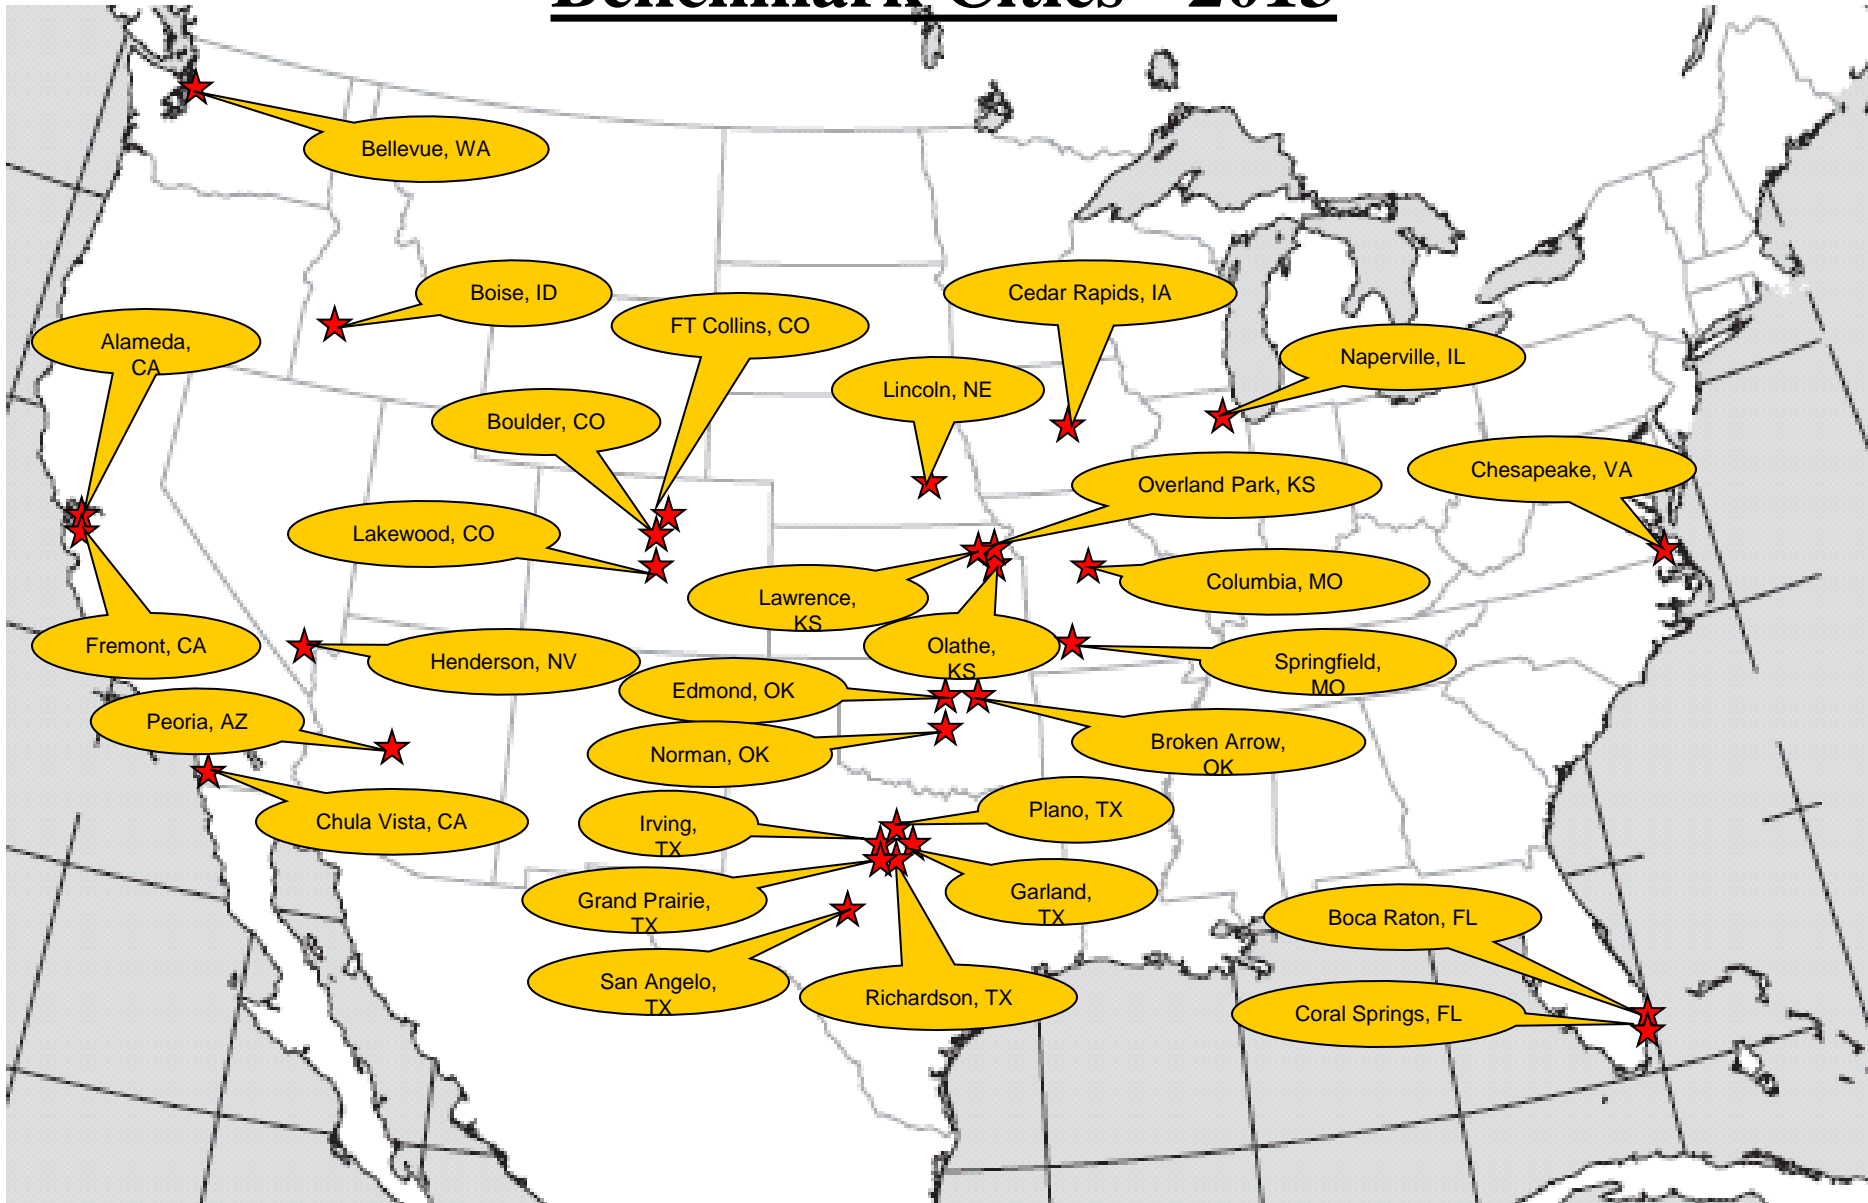 Benchmark Cities - 2015
Bellevue, WA
Boise, ID
Cedar Rapids, IA
FT Collins, CO
Alameda,
CA
Naperville, IL
Lincoln, NE
Boulder, CO
Chesapeake, VA
Overland Park, KS
Lakewood, CO
Columbia, MO
Lawrence,
KS
Fremont, CA
Henderson, NV
Olathe,
KS
Springfield,
MO
Edmond, OK
Peoria, AZ
Norman, OK
Broken Arrow,
OK
Chula Vista, CA
Irving,
TX
Plano, TX
Grand Prairie,
TX
Garland,
TX
Boca Raton, FL
San Angelo,
TX
Richardson, TX
Coral Springs, FL